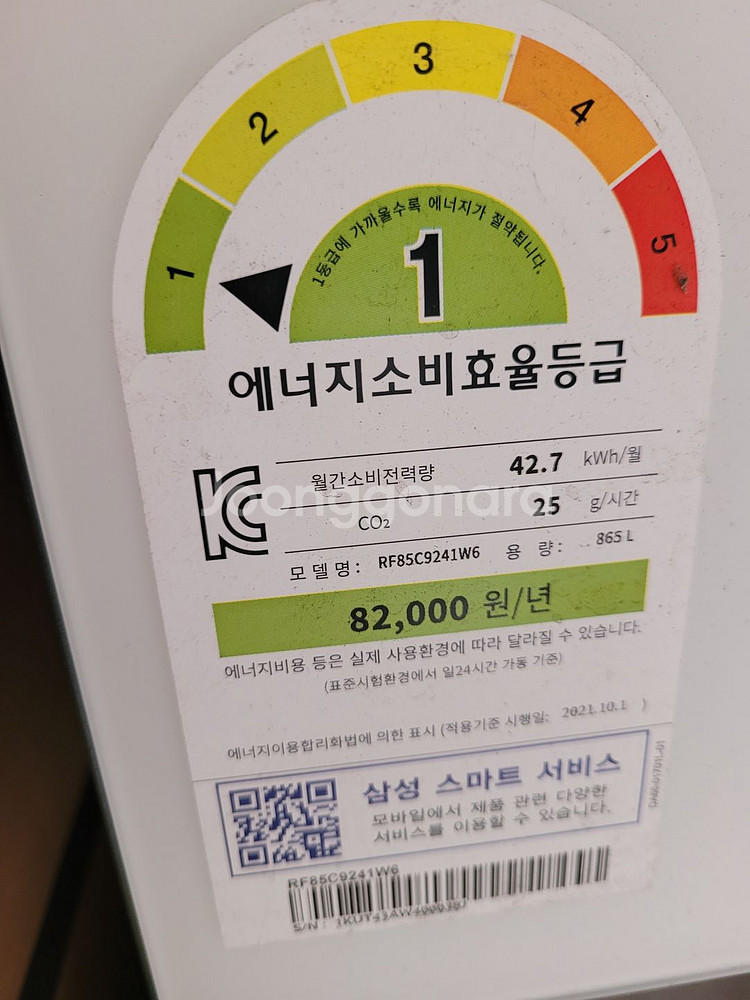 3
2
4
1
5
1등급에 가까울수록 에너지가 절약됩니다.
1
에너지소비효율등급
월간소비전력량 42.7 kWh/월
CO₂ 25 g/시간
모델명: RF85C9241W6 용 량: 865 L
82,000 원/년
에너지비용 등은 실제 사용환경에 따라 달라질 수 있습니다.
(표준시험환경에서 일24시간 가동 기준)
에너지이용합리화법에 의한 표시 (적용기준 시행일: 2021.10.1 )
삼성 스마트 서비스
모바일에서 제품 관련 다양한
서비스를 이용할 수 있습니다.
RF85C9241W6
S/N :
Joonggonara